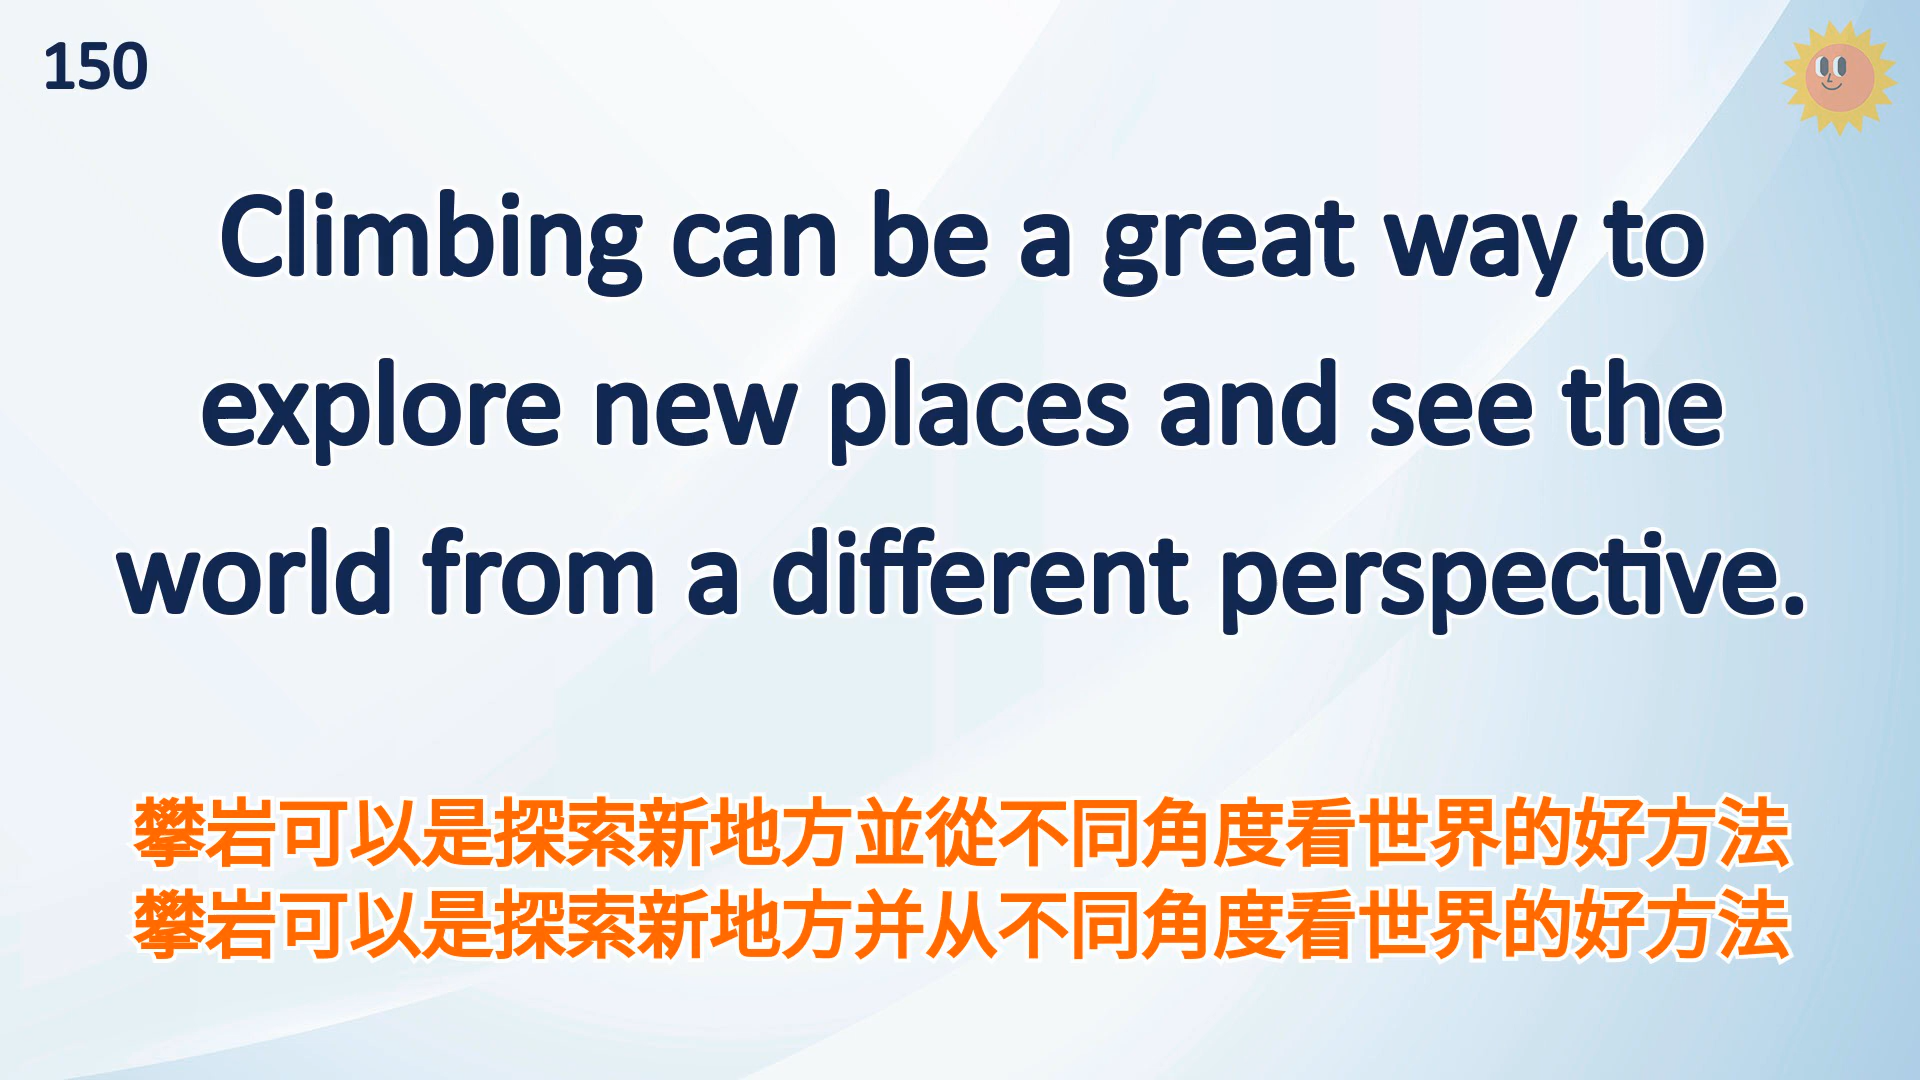 150
Climbing can be a great way to
explore new places and see the
world from a different perspective.
攀岩可以是探索新地方並從不同角度看世界的好方法
攀岩可以是探索新地方并从不同角度看世界的好方法